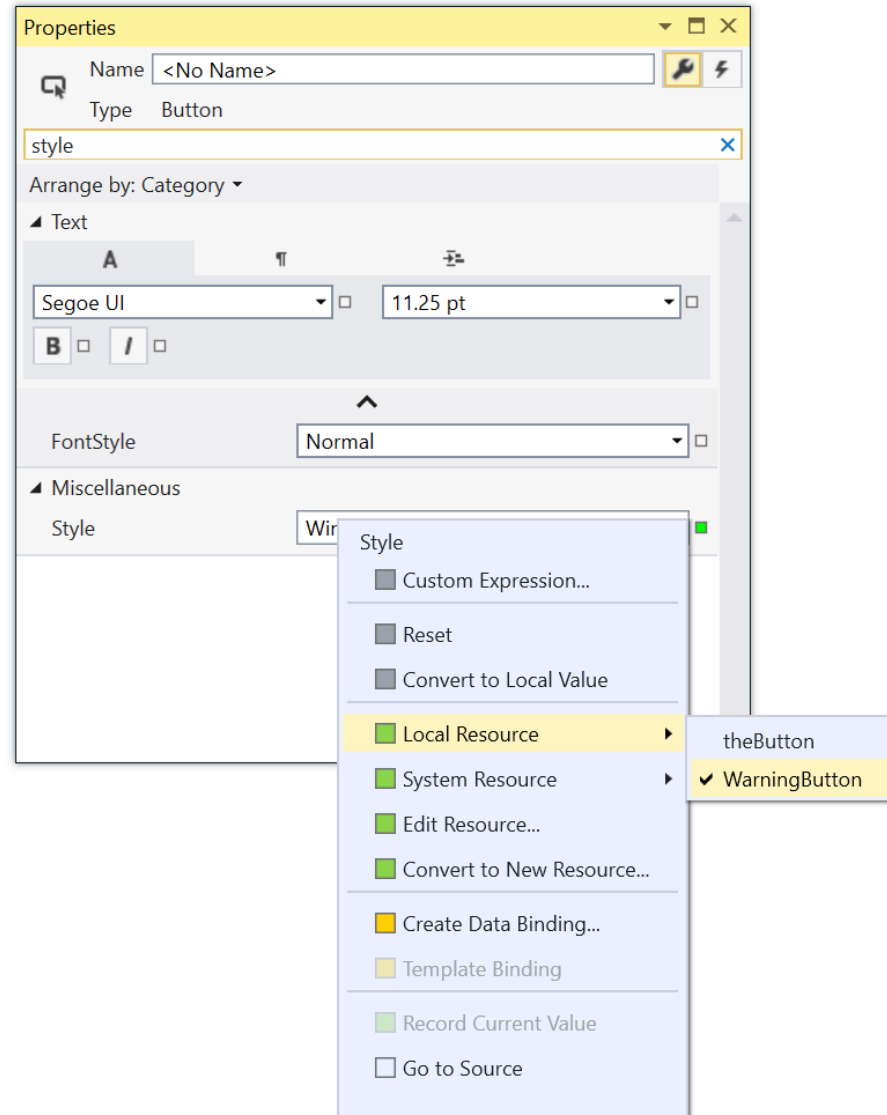 Properties
Name <No Name>
Type Button
style
Arrange by: Category
Text
A ¶
Segoe UI 11.25 pt
B I
FontStyle Normal
Miscellaneous
Style
Style
Custom Expression...
Reset
Convert to Local Value
Local Resource
theButton
✔ WarningButton
System Resource
Edit Resource...
Convert to New Resource...
Create Data Binding...
Template Binding
Record Current Value
Go to Source